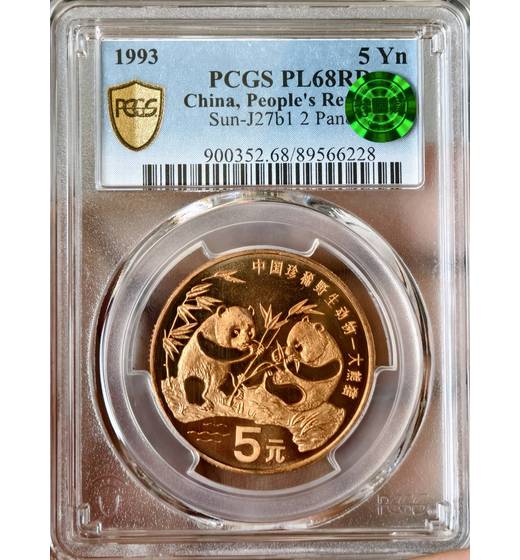 1993 5 Yn
PCGS PL68RD
PCGS
China, People's Re
Sun-J27b1 2 Pan
900352.68/89566228
中国珍稀野生动物一大熊猫
5元